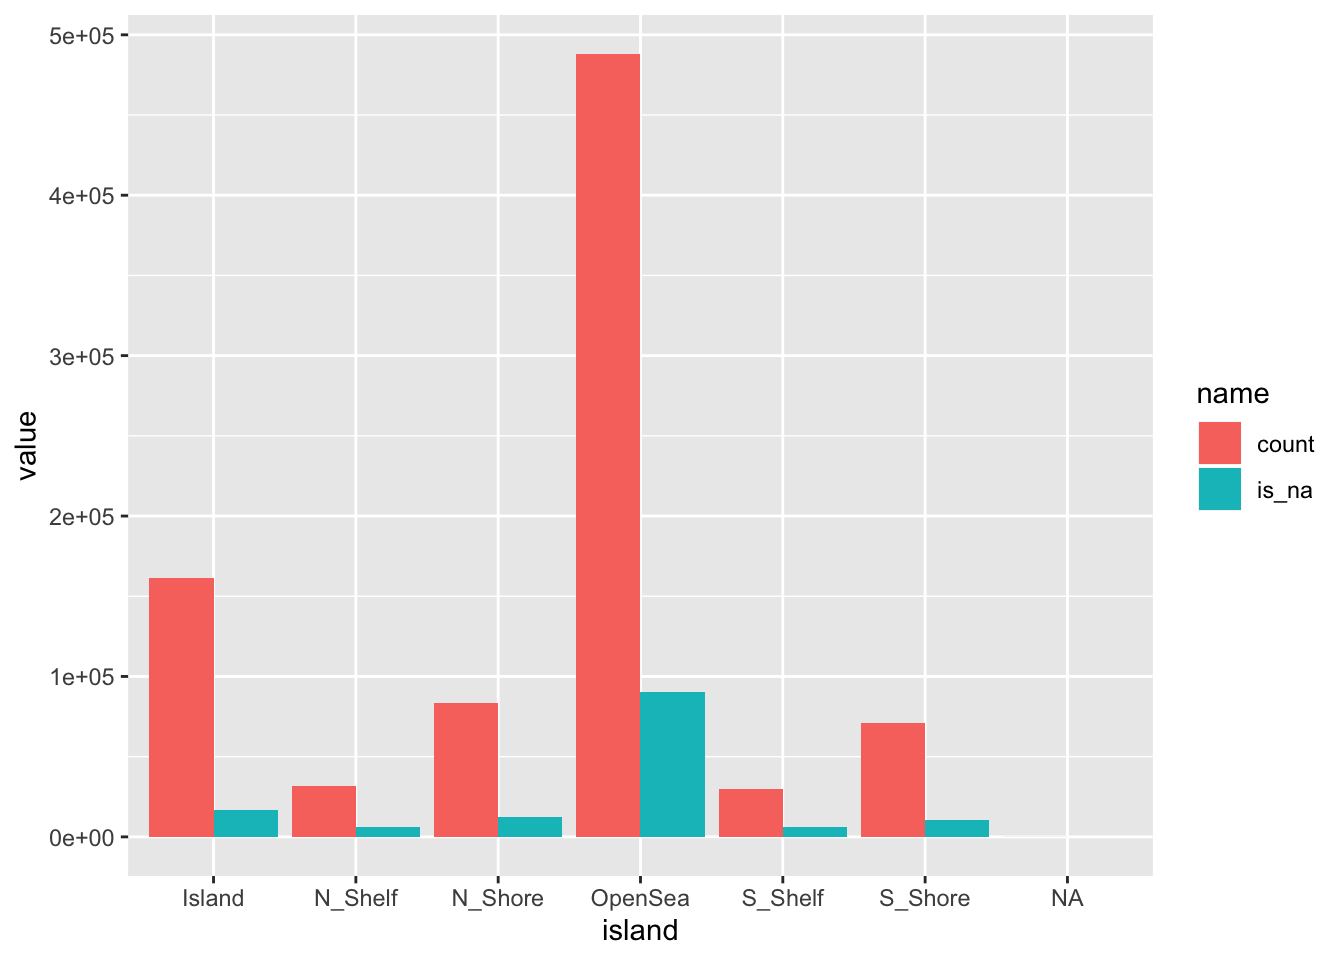 5e+05
4e+05
3e+05
2e+05
1e+05
0e+00
value
Island N_Shelf N_Shore OpenSea S_Shelf S_Shore NA
island
name
count
is_na